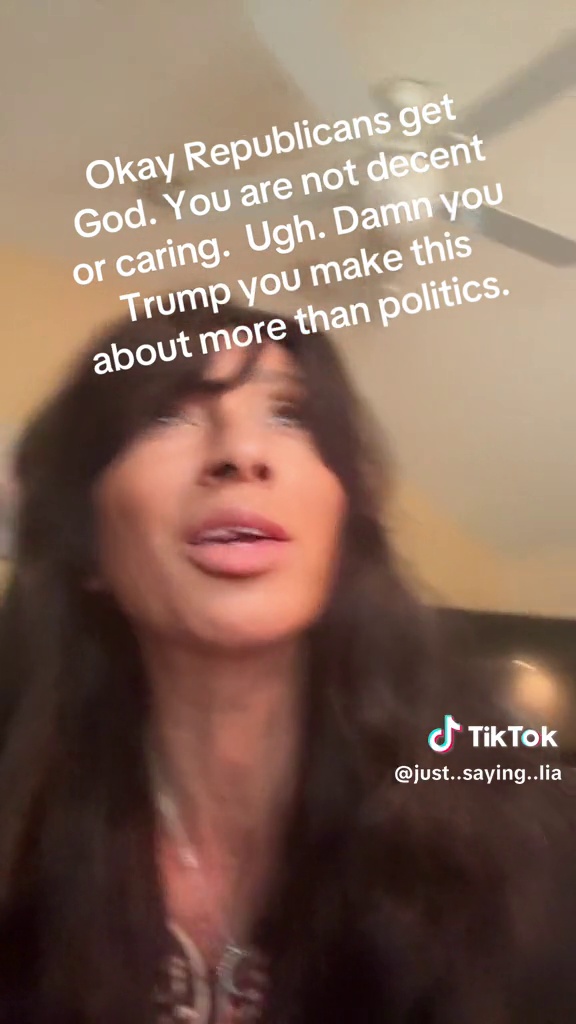 Okay Republicans get
God. You are not decent
or caring.  Ugh. Damn you
Trump you make this
about more than politics.
TikTok
@just..saying..lia